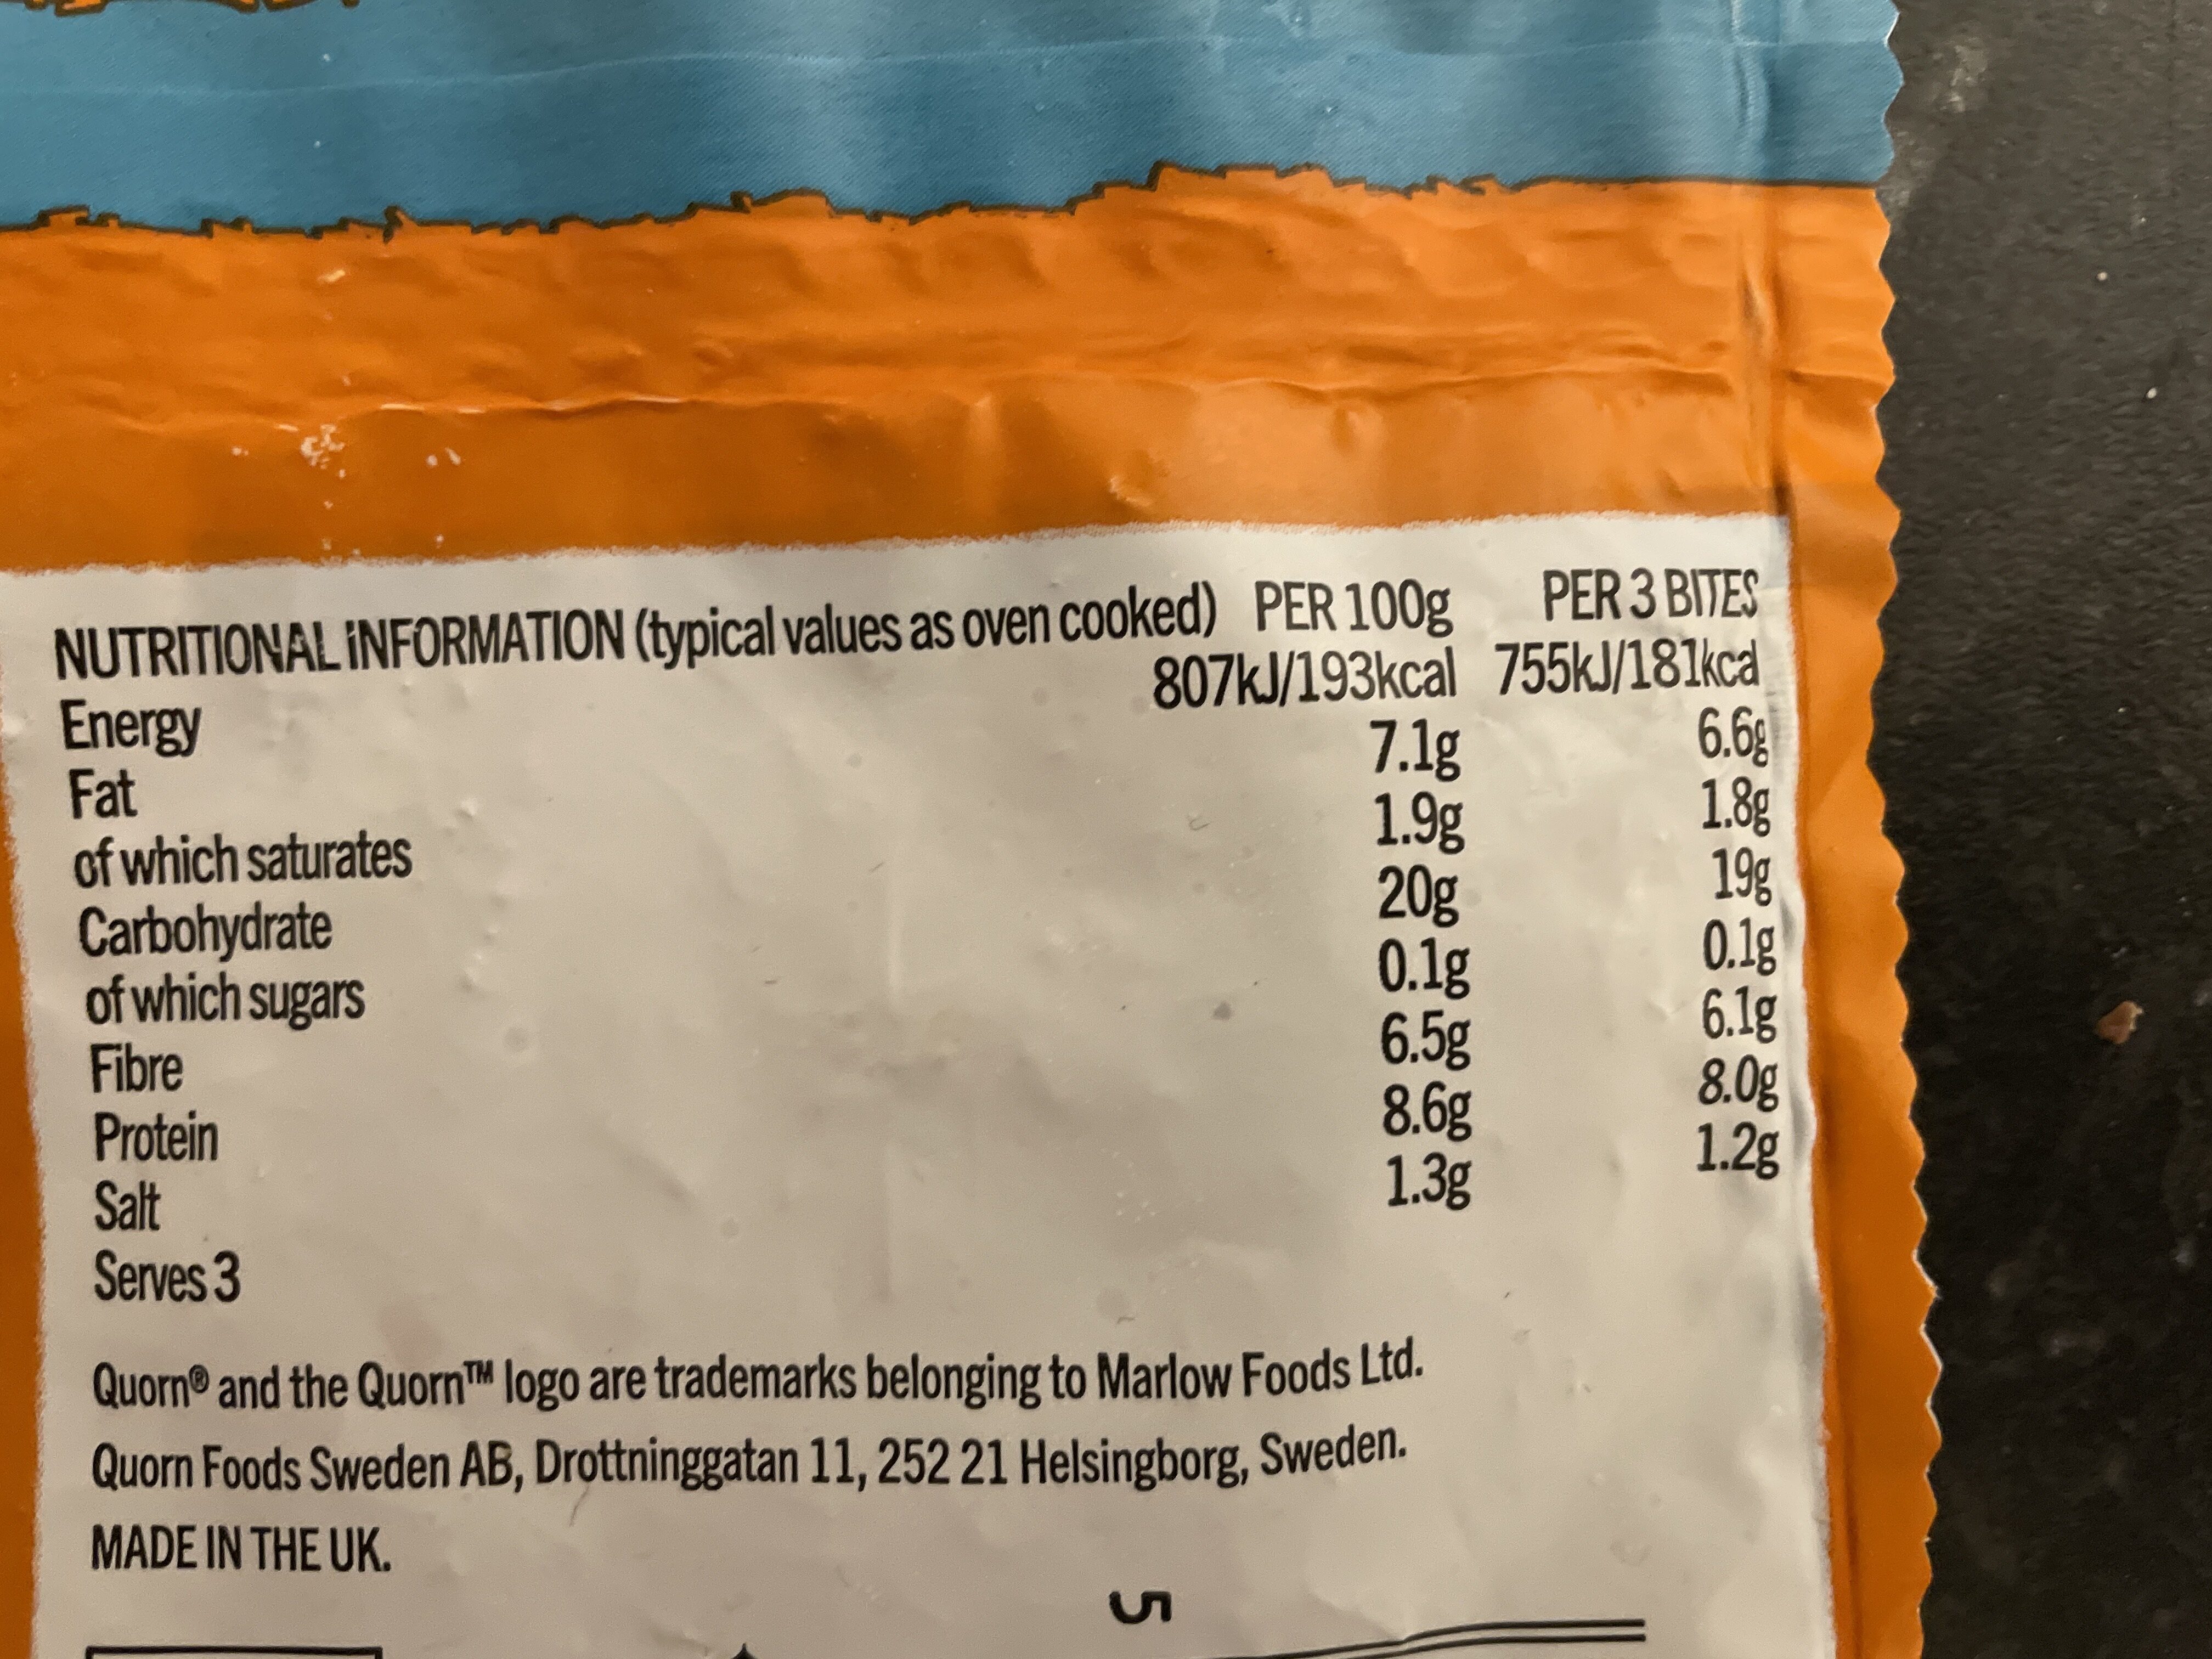 NUTRITIONAL INFORMATION (typical values as oven cooked) PER 100g PER 3 BITES
Energy 807kJ/193kcal 755kJ/181kcal
Fat 7.1g 6.6g
of which saturates 1.9g 1.8g
Carbohydrate 20g 19g
of which sugars 0.1g 0.1g
Fibre 6.5g 6.1g
Protein 8.6g 8.0g
Salt 1.3g 1.2g
Serves 3
Quorn® and the Quorn™ logo are trademarks belonging to Marlow Foods Ltd.
Quorn Foods Sweden AB, Drottninggatan 11, 252 21 Helsingborg, Sweden.
MADE IN THE UK.
5